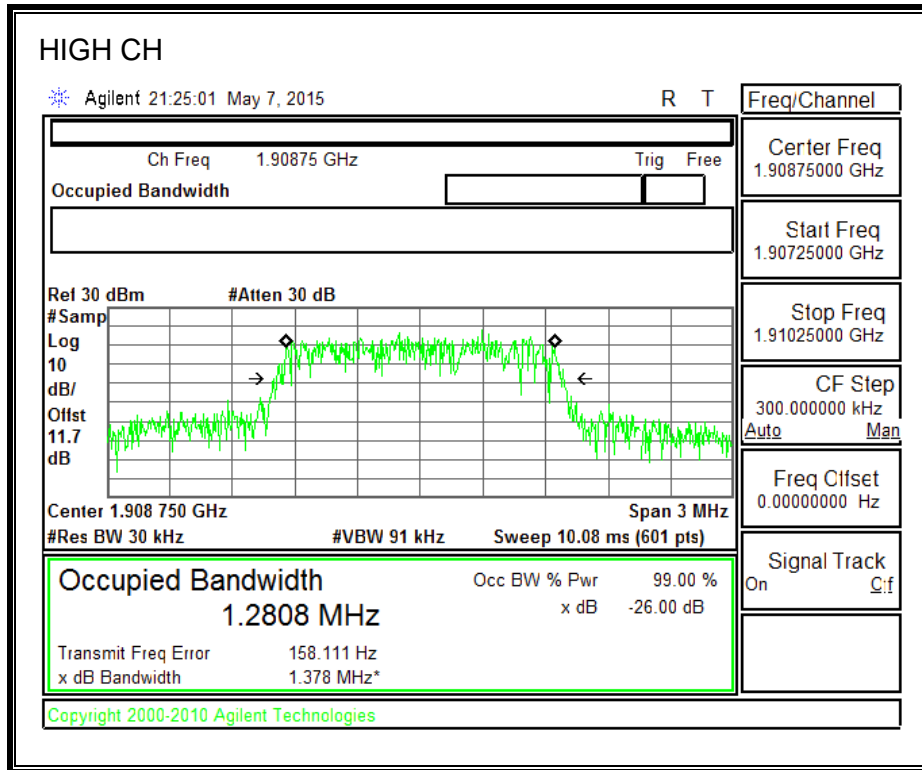 HIGH CH
Agilent 21:25:01 May 7, 2015 R T
Freq/Channel
Ch Freq 1.90875 GHz Trig Free
Occupied Bandwidth
Center Freq
1.90875000 GHz
Start Freq
1.90725000 GHz
Ref 30 dBm #Atten 30 dB
#Samp
Log
10
dB/
Offst
11.7
dB
Stop Freq
1.91025000 GHz
CF Step
300.000000 kHz
Auto Man
Freq Offset
0.00000000 Hz
Center 1.908 750 GHz Span 3 MHz
#Res BW 30 kHz #VBW 91 kHz Sweep 10.08 ms (601 pts)
Signal Track
On Off
Occupied Bandwidth Occ BW % Pwr 99.00 %
1.2808 MHz x dB -26.00 dB
Transmit Freq Error 158.111 Hz
x dB Bandwidth 1.378 MHz*
Copyright 2000-2010 Agilent Technologies